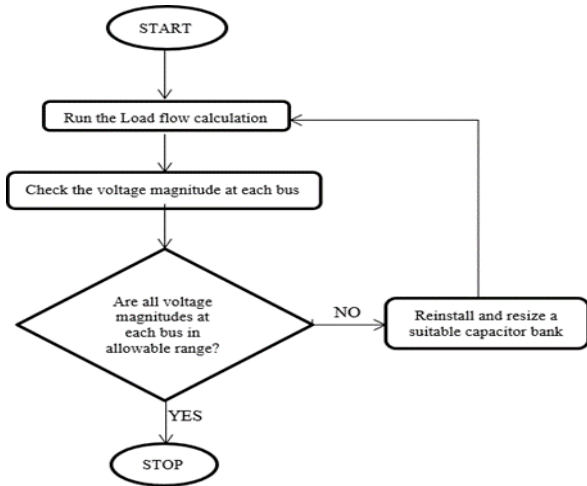 START
Run the Load flow calculation
Check the voltage magnitude at each bus
Are all voltage
magnitudes at
each bus in
allowable range?
NO
Reinstall and resize a
suitable capacitor bank
YES
STOP